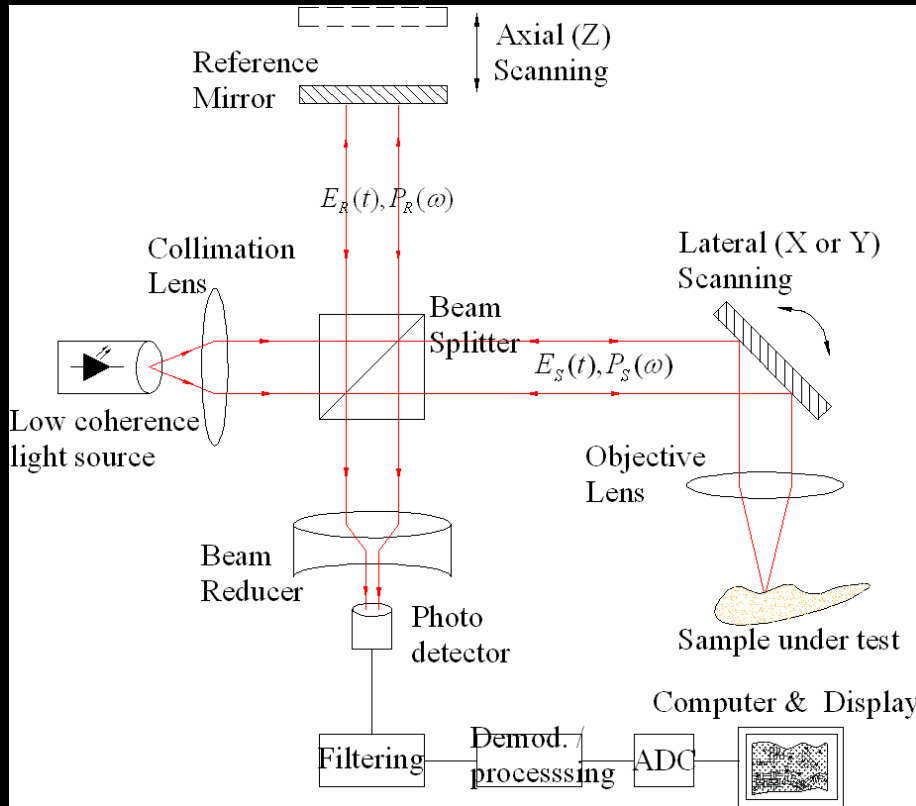 Axial (Z)
Scanning
Reference
Mirror
E_R(t), P_R(ω)
Collimation
Lens
Lateral (X or Y)
Scanning
Beam
Splitter
E_S(t), P_S(ω)
Low coherence
light source
Objective
Lens
Beam
Reducer
Photo
detector
Sample under test
Computer & Display
Filtering
Demod. /
processsing
ADC